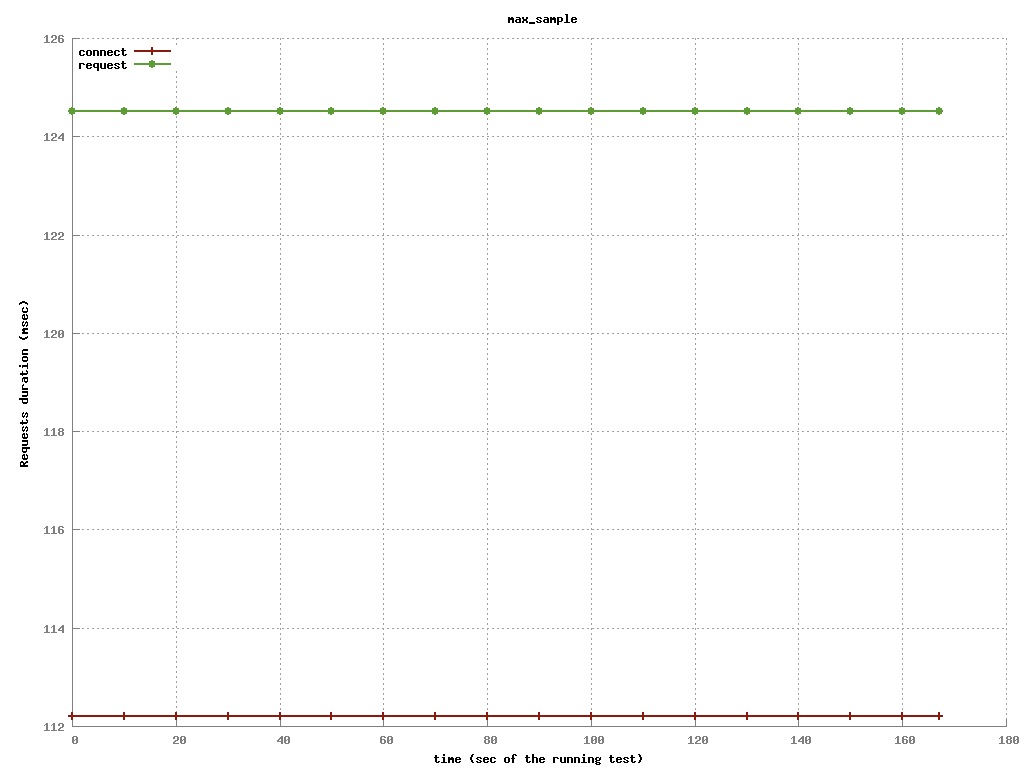 max_sample
connect
request
126
124
122
120
118
116
114
112
Requests duration (msec)
0 20 40 60 80 100 120 140 160 180
time (sec of the running test)